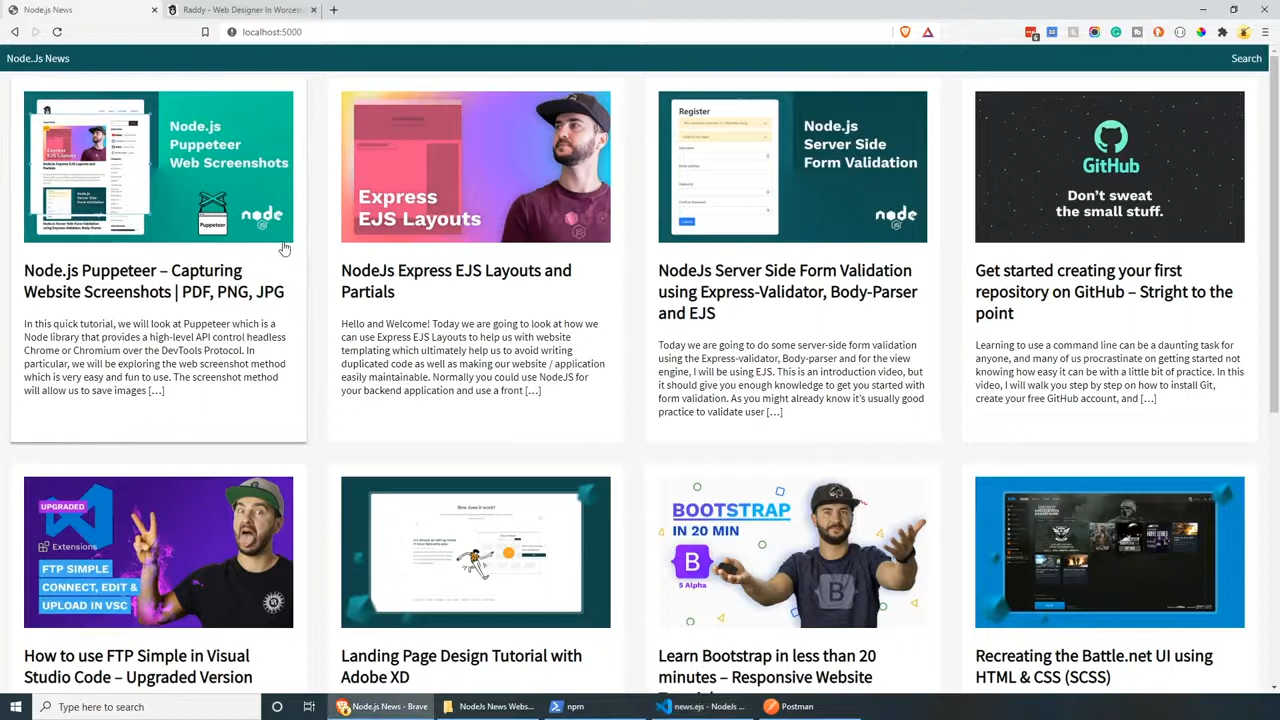 Node.js News
Raddy - Web Designer In Worcest
localhost:5000
6
Node.Js News
Search
Node.js
Puppeteer
Web Screenshots
Puppeteer
node
Express
EJS Layouts
Register
Node.js
Server Side
Form Validation
node
GitHub
Don't sweat
the small stuff.
Node.js Puppeteer – Capturing
Website Screenshots | PDF, PNG, JPG
In this quick tutorial, we will look at Puppeteer which is a
Node library that provides a high-level API control headless
Chrome or Chromium over the DevTools Protocol. In
particular, we will be exploring the web screenshot method
which is very easy and fun to use. The screenshot method
will allow us to save images […]
NodeJs Express EJS Layouts and
Partials
Hello and Welcome! Today we are going to look at how we
can use Express EJS Layouts to help us with website
templating which ultimately help us to avoid writing
duplicated code as well as making our website / application
easily maintainable. Normally you could use NodeJS for
your backend application and use a front […]
NodeJs Server Side Form Validation
using Express-Validator, Body-Parser
and EJS
Today we are going to do some server-side form validation
using the Express-validator, Body-parser and for the view
engine, I will be using EJS. This is an introduction video, but
it should give you enough knowledge to get you started with
form validation. As you might already know it's usually good
practice to validate user […]
Get started creating your first
repository on GitHub – Stright to the
point
Learning to use a command line can be a daunting task for
anyone, and many of us procrastinate on getting started not
knowing how easy it can be with a little bit of practice. In this
video, I will walk you step by step on how to install Git,
create your free GitHub account, and […]
UPGRADED
Extensions
FTP SIMPLE
CONNECT, EDIT &
UPLOAD IN VSC
How does it work?
BOOTSTRAP
IN 20 MIN
B
5 Alpha
B
How to use FTP Simple in Visual
Studio Code – Upgraded Version
Landing Page Design Tutorial with
Adobe XD
Learn Bootstrap in less than 20
minutes – Responsive Website
Recreating the Battle.net UI using
HTML & CSS (SCSS)
Type here to search
Node.js News - Brave
NodeJs News Webs...
npm
news.ejs - NodeJs ...
Postman